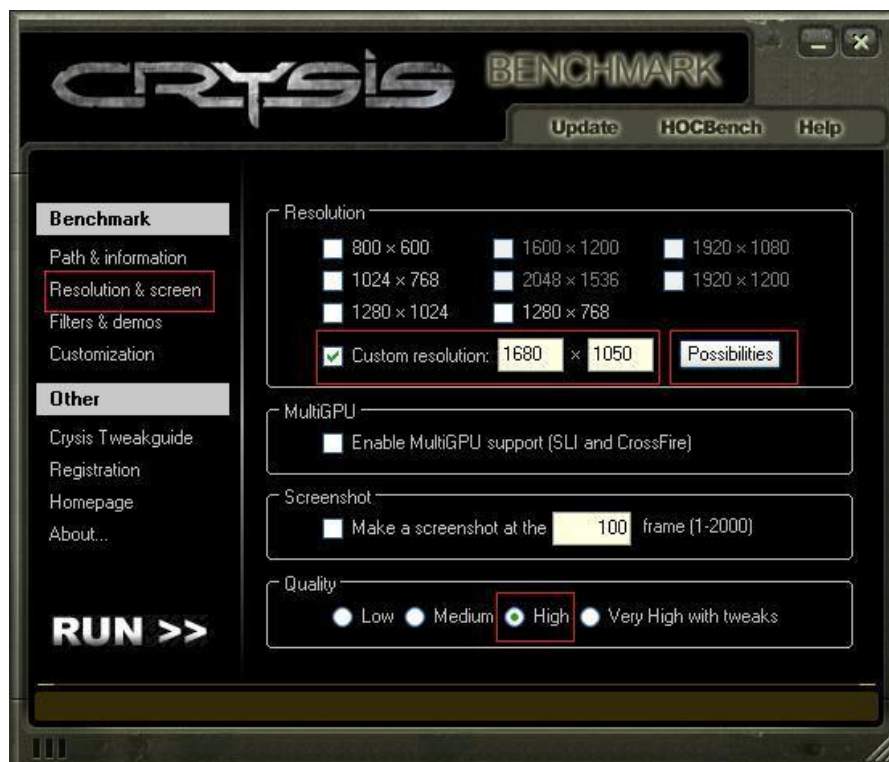 CRYSIS BENCHMARK
Update HOCBench Help
Benchmark
Path & information
Resolution & screen
Filters & demos
Customization
Other
Crysis Tweakguide
Registration
Homepage
About...
RUN >>
Resolution
800 × 600 1600 × 1200 1920 × 1080
1024 × 768 2048 × 1536 1920 × 1200
1280 × 1024 1280 × 768
Custom resolution: 1680 × 1050 Possibilities
MultiGPU
Enable MultiGPU support (SLI and CrossFire)
Screenshot
Make a screenshot at the 100 frame (1-2000)
Quality
Low Medium High Very High with tweaks